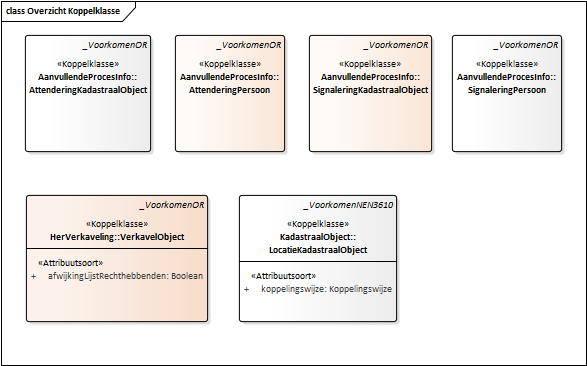 class Overzicht Koppelklasse
_VoorkomenOR
«Koppelklasse»
AanvullendeProcesInfo::
AttenderingKadastraalObject
_VoorkomenOR
«Koppelklasse»
AanvullendeProcesInfo::
AttenderingPersoon
_VoorkomenOR
«Koppelklasse»
AanvullendeProcesInfo::
SignaleringKadastraalObject
_VoorkomenOR
«Koppelklasse»
AanvullendeProcesInfo::
SignaleringPersoon
_VoorkomenOR
«Koppelklasse»
HerVerkaveling::VerkavelObject
«Attribuutsoort»
+ afwijkingLijstRechthebbenden: Boolean
_VoorkomenNEN3610
«Koppelklasse»
KadastraalObject::
LocatieKadastraalObject
«Attribuutsoort»
+ koppelingswijze: Koppelingswijze